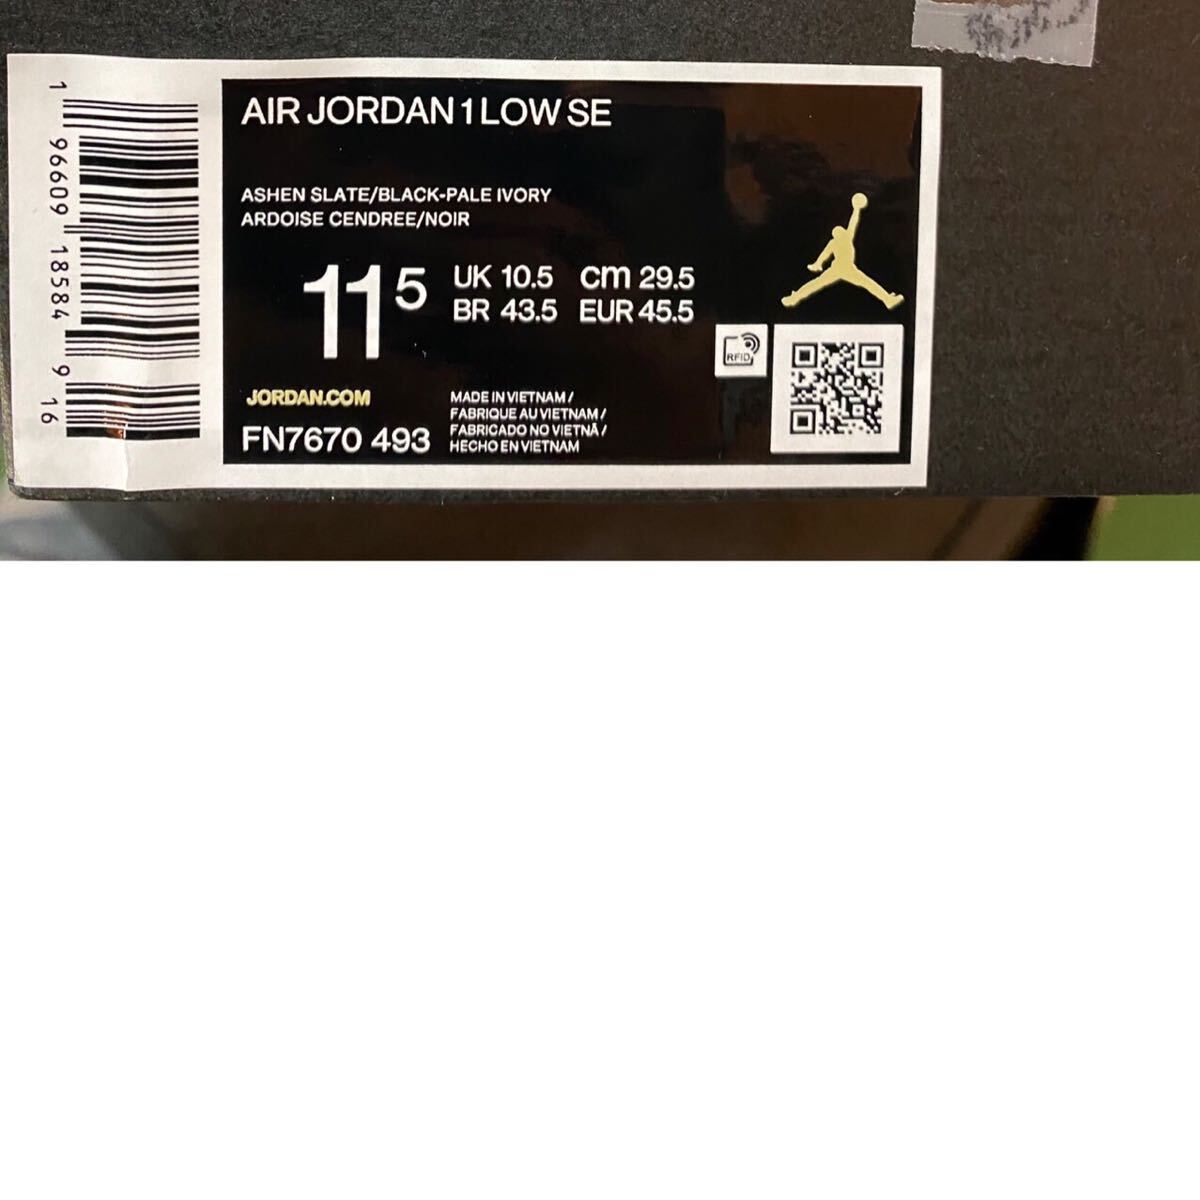 AIR JORDAN 1 LOW SE
ASHEN SLATE/BLACK-PALE IVORY
ARDOISE CENDREE/NOIR
11 5
UK 10.5 cm 29.5
BR 43.5 EUR 45.5
RFID
JORDAN.COM
FN7670 493
MADE IN VIETNAM /
FABRIQUE AU VIETNAM /
FABRICADO NO VIETNÃ /
HECHO EN VIETNAM
1 96609 18584 9 16